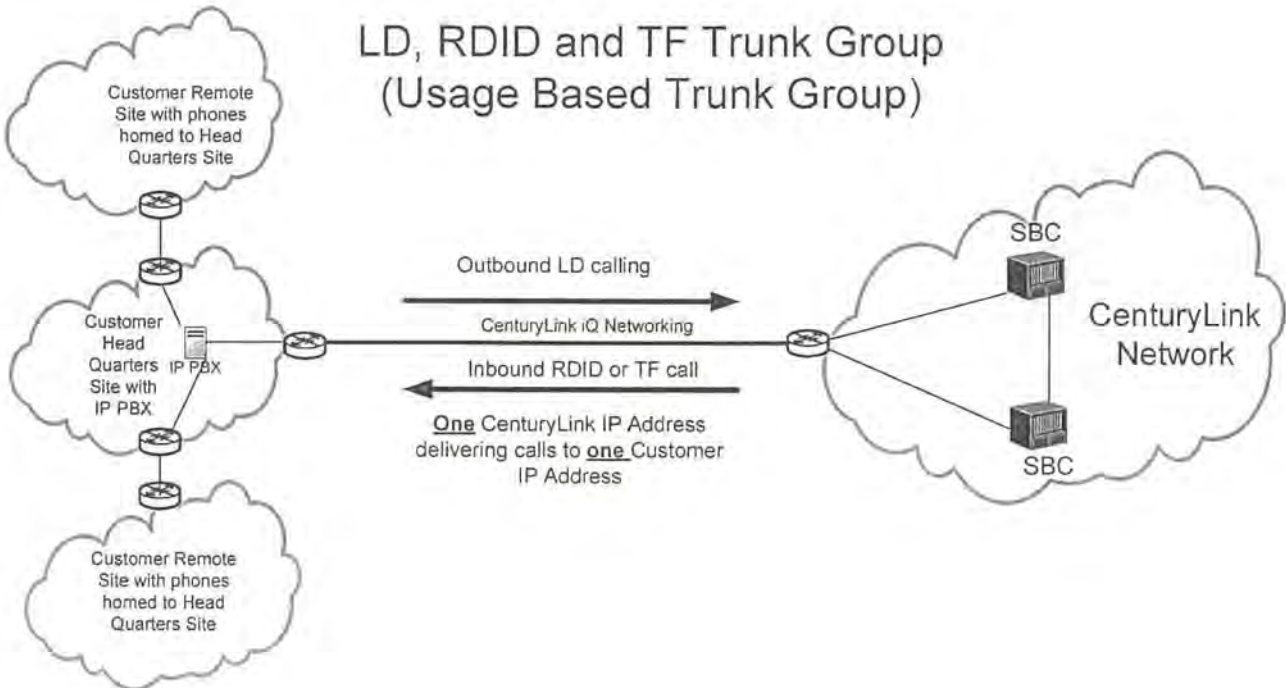 LD, RDID and TF Trunk Group
(Usage Based Trunk Group)
Customer Remote
Site with phones
homed to Head
Quarters Site
Customer
Head
Quarters
Site with
IP PBX
IP PBX
Outbound LD calling
CenturyLink iQ Networking
Inbound RDID or TF call
One CenturyLink IP Address
delivering calls to one Customer
IP Address
SBC
CenturyLink
Network
SBC
Customer Remote
Site with phones
homed to Head
Quarters Site